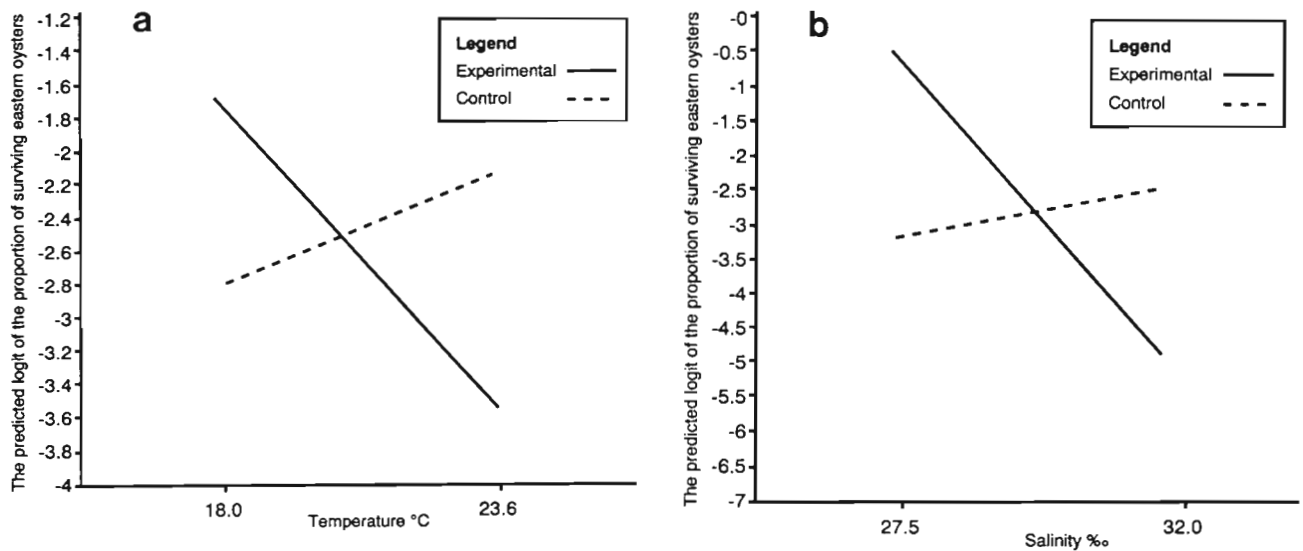 a
The predicted logit of the proportion of surviving eastern oysters
-1.2
-1.4
-1.6
-1.8
-2
-2.2
-2.4
-2.6
-2.8
-3
-3.2
-3.4
-3.6
-3.8
-4
Legend
Experimental
Control
18.0
23.6
Temperature °C
b
The predicted logit of the proportion of surviving eastern oysters
-0
-0.5
-1
-1.5
-2
-2.5
-3
-3.5
-4
-4.5
-5
-5.5
-6
-6.5
-7
Legend
Experimental
Control
27.5
32.0
Salinity ‰